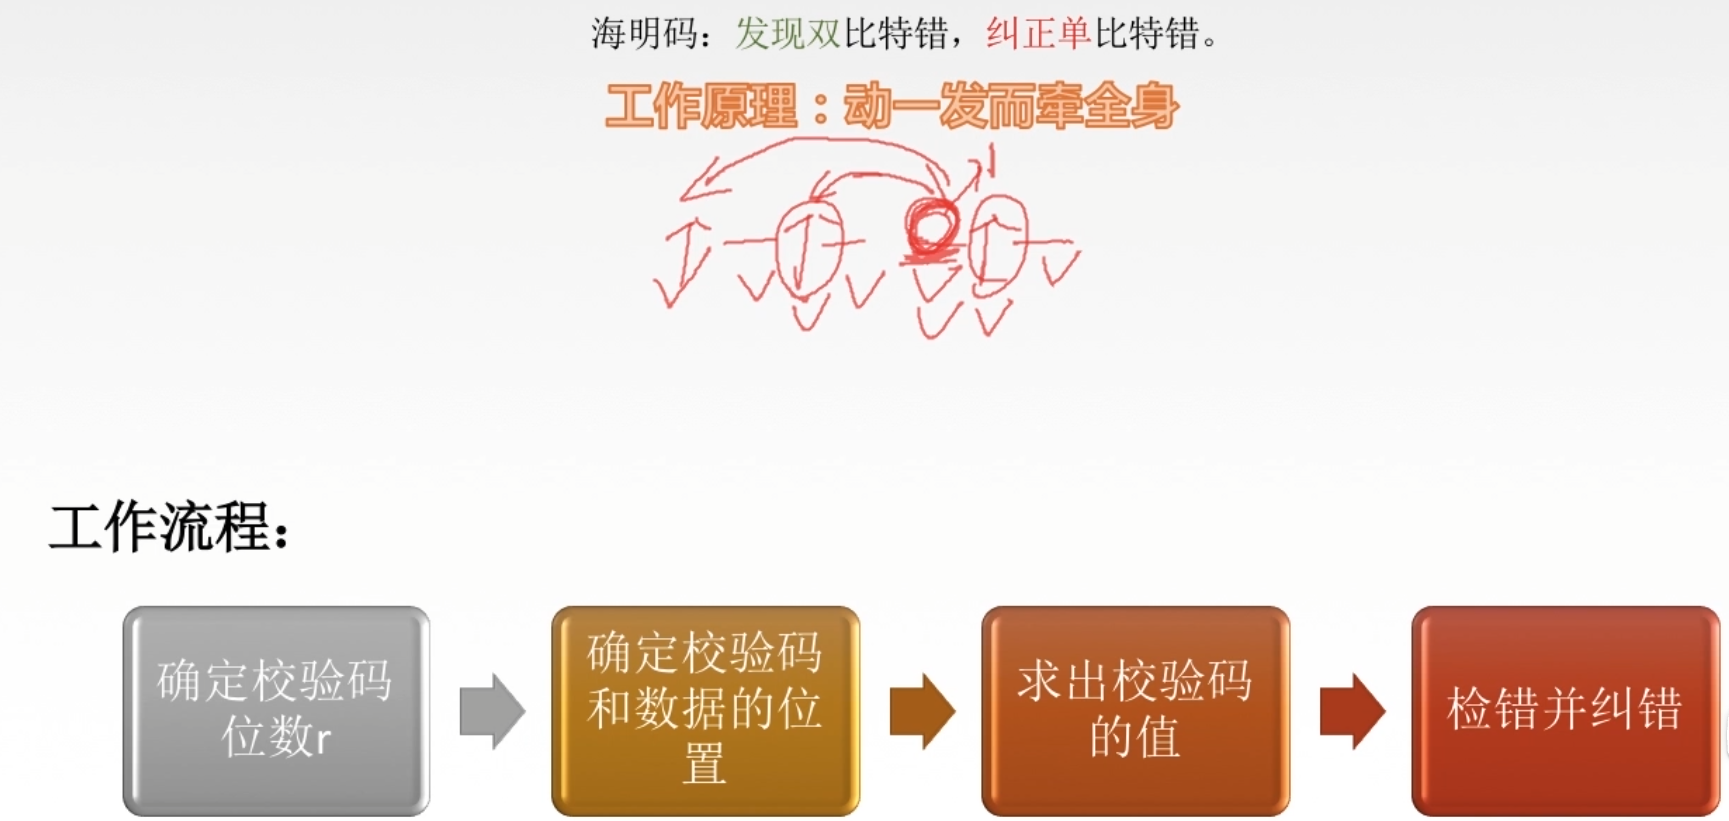 海明码：发现双比特错，纠正单比特错。
工作原理：动一发而牵全身
工作流程：
确定校验码
位数r
确定校验码
和数据的位
置
求出校验码
的值
检错并纠错